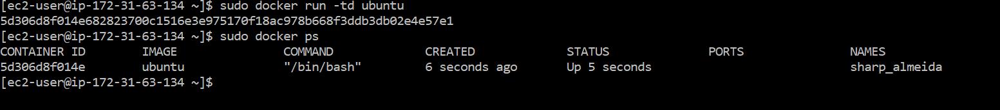 [ec2-user@ip-172-31-63-134 ~]$ sudo docker run -td ubuntu
5d306d8f014e682823700c1516e3e975170f18ac978b668f3ddb3db02e4e57e1
[ec2-user@ip-172-31-63-134 ~]$ sudo docker ps
CONTAINER ID        IMAGE               COMMAND             CREATED             STATUS              PORTS               NAMES
5d306d8f014e        ubuntu              "/bin/bash"         6 seconds ago       Up 5 seconds                            sharp_almeida
[ec2-user@ip-172-31-63-134 ~]$